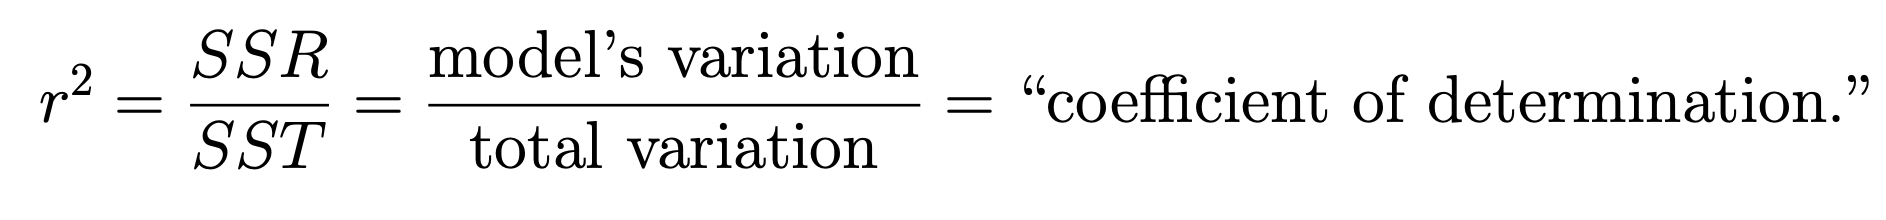 r² = SSR/SST = model's variation/total variation = “coefficient of determination.”